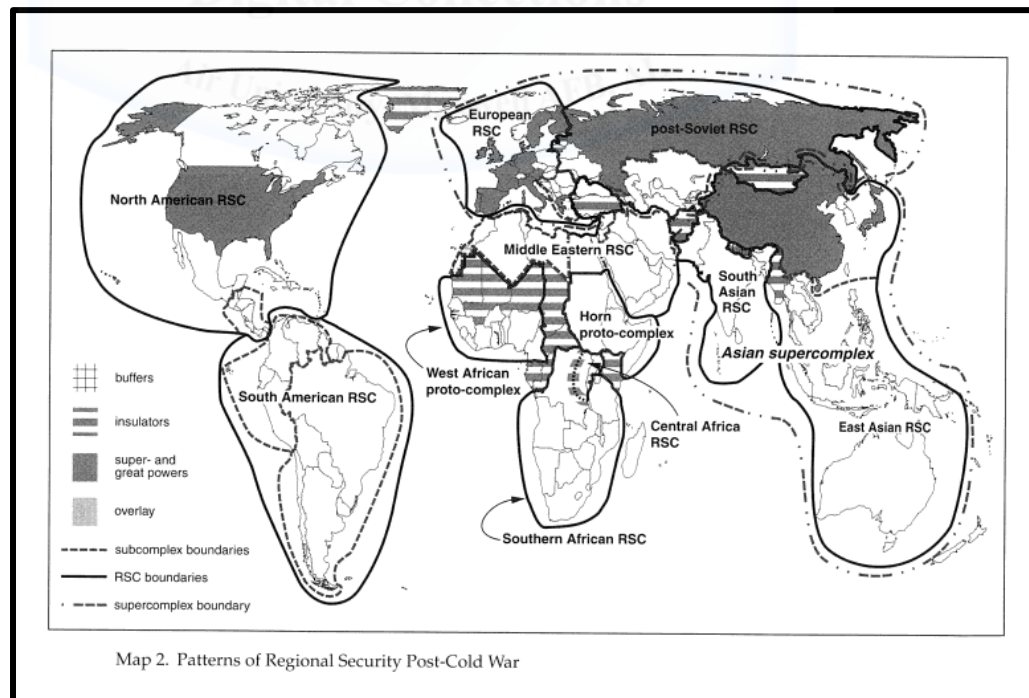 European
RSC
post-Soviet RSC
North American RSC
Middle Eastern RSC
South
Asian
RSC
Horn
proto-complex
Asian supercomplex
West African
proto-complex
South American RSC
Central Africa
RSC
East Asian RSC
Southern African RSC
buffers
insulators
super- and
great powers
overlay
subcomplex boundaries
RSC boundaries
supercomplex boundary
Map 2. Patterns of Regional Security Post-Cold War